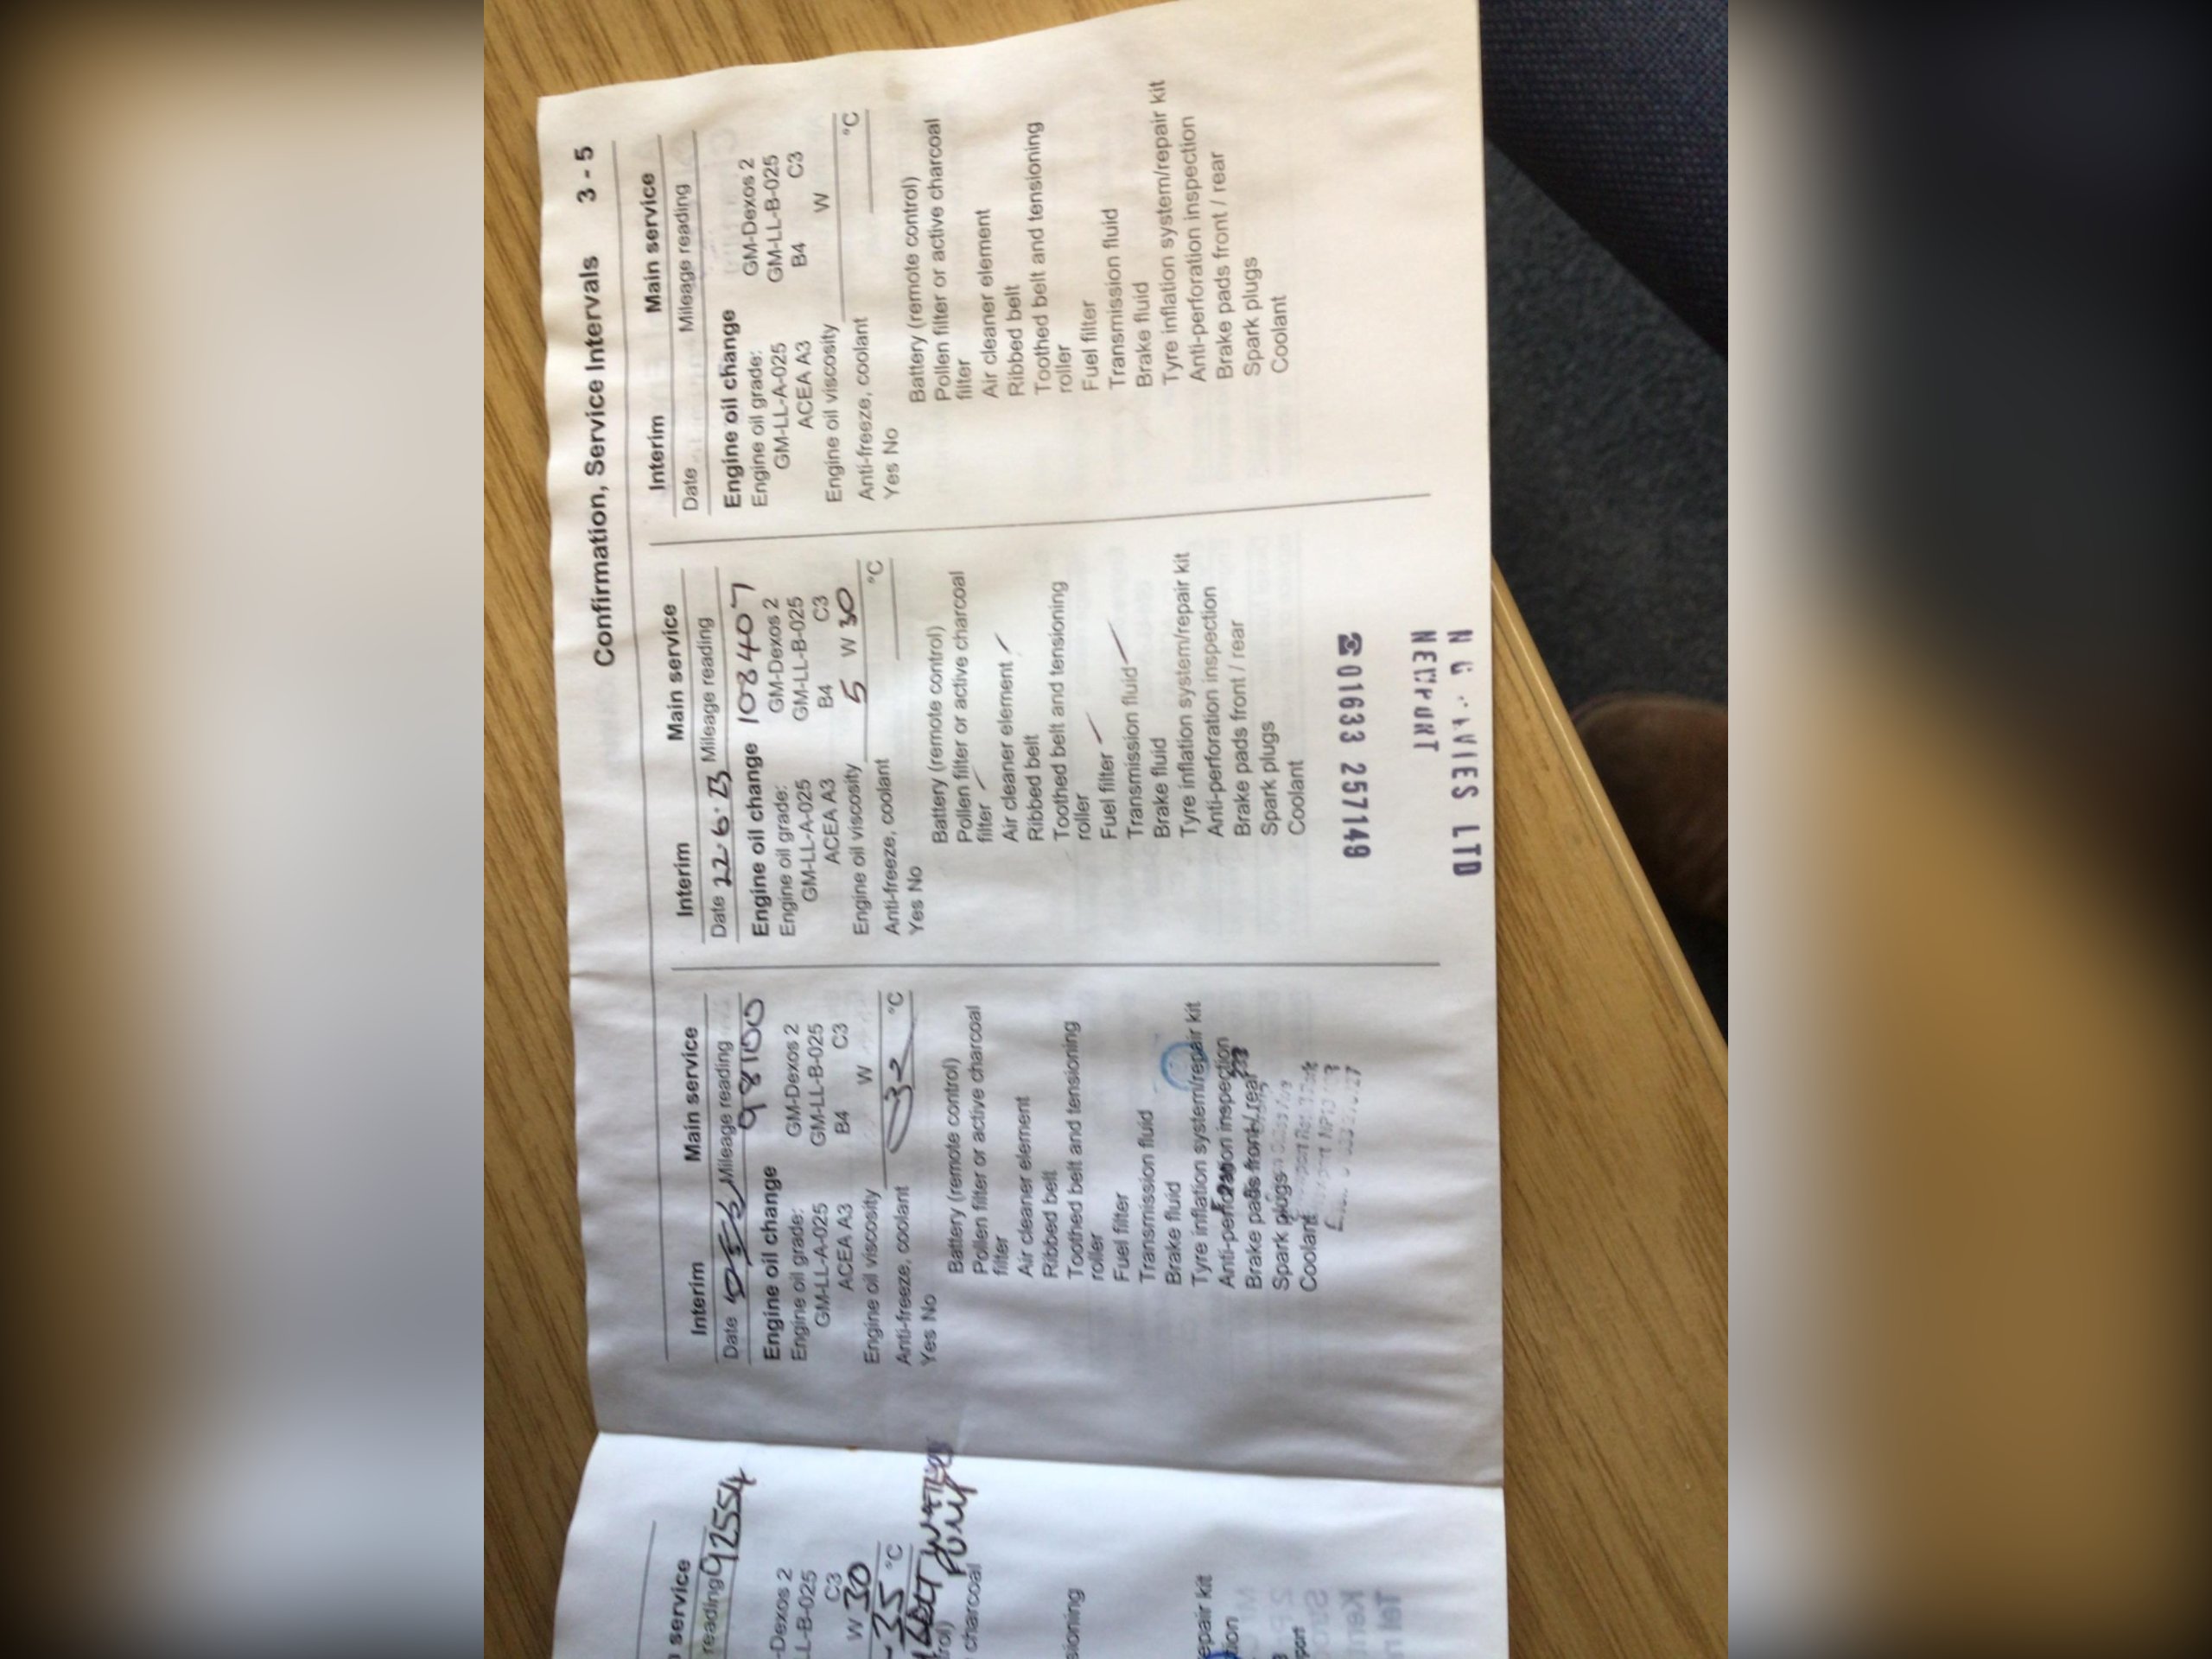 Confirmation, Service Intervals 3 - 5
service
reading 92554
-Dexos 2
L-B-025
C3
W 30
-35 °C
WATER
PUMP
rol)
charcoal
sioning
epair kit
tion
Interim Main service
Date Mileage reading
98100
Engine oil change
Engine oil grade: GM-Dexos 2
GM-LL-A-025 GM-LL-B-025
ACEA A3 B4 C3
Engine oil viscosity W
Anti-freeze, coolant 32 °C
Yes No
Battery (remote control)
Pollen filter or active charcoal
filter
Air cleaner element
Ribbed belt
Toothed belt and tensioning
roller
Fuel filter
Transmission fluid
Brake fluid
Tyre inflation system/repair kit
Anti-perforation inspection
Brake pads front / rear
Spark plugs
Coolant
Interim Main service
Date 22.6.13 Mileage reading
Engine oil change 108407
Engine oil grade: GM-Dexos 2
GM-LL-A-025 GM-LL-B-025
ACEA A3 B4 C3
Engine oil viscosity 5 W 30
Anti-freeze, coolant °C
Yes No
Battery (remote control)
Pollen filter or active charcoal
filter
Air cleaner element
Ribbed belt
Toothed belt and tensioning
roller
Fuel filter
Transmission fluid
Brake fluid
Tyre inflation system/repair kit
Anti-perforation inspection
Brake pads front / rear
Spark plugs
Coolant
☎01633 257149
NEWPORT
LTD
Interim Main service
Date Mileage reading
Engine oil change
Engine oil grade: GM-Dexos 2
GM-LL-A-025 GM-LL-B-025
ACEA A3 B4 C3
Engine oil viscosity W
Anti-freeze, coolant °C
Yes No
Battery (remote control)
Pollen filter or active charcoal
filter
Air cleaner element
Ribbed belt
Toothed belt and tensioning
roller
Fuel filter
Transmission fluid
Brake fluid
Tyre inflation system/repair kit
Anti-perforation inspection
Brake pads front / rear
Spark plugs
Coolant